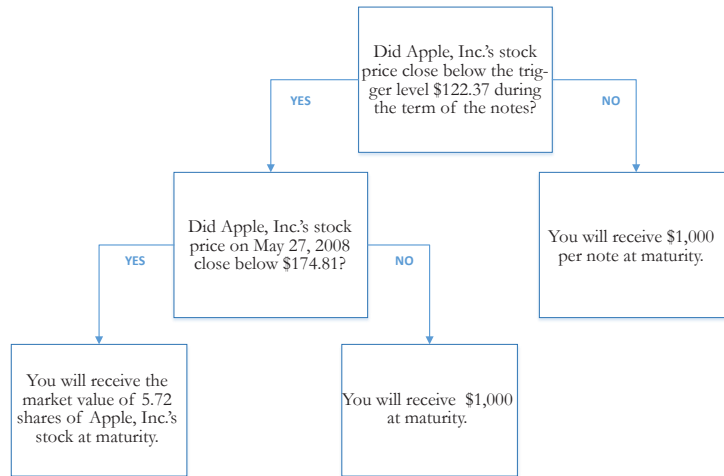 Did Apple, Inc.'s stock
price close below the trig-
ger level $122.37 during
the term of the notes?
YES
NO
Did Apple, Inc.'s stock
price on May 27, 2008
close below $174.81?
You will receive $1,000
per note at maturity.
YES
NO
You will receive the
market value of 5.72
shares of Apple, Inc.'s
stock at maturity.
You will receive $1,000
at maturity.